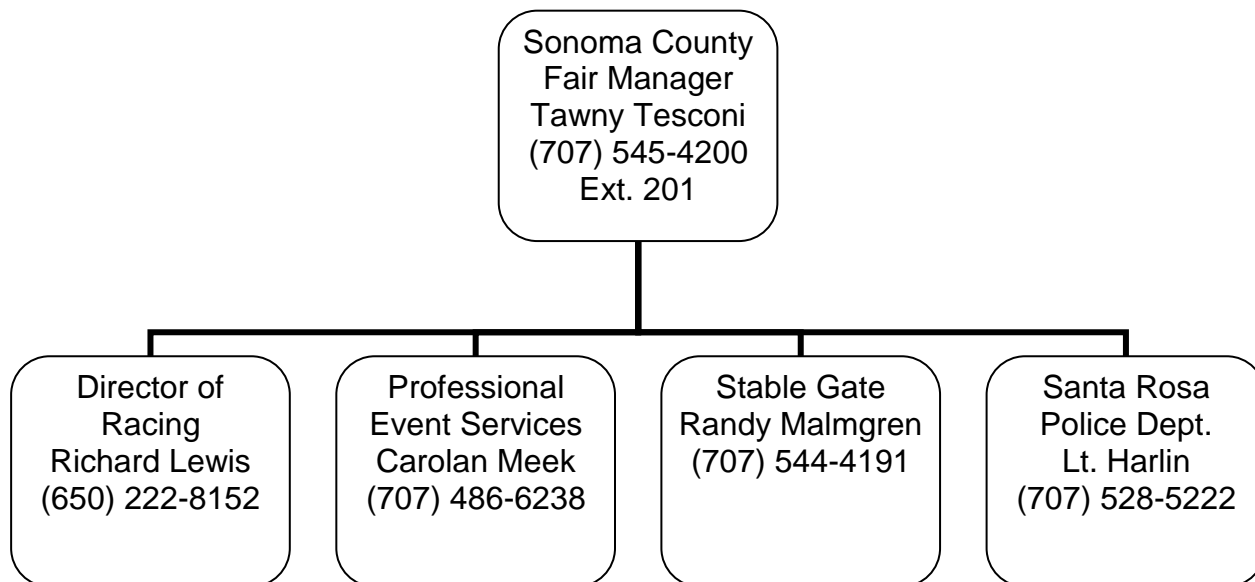 Sonoma County
Fair Manager
Tawny Tesconi
(707) 545-4200
Ext. 201
Director of
Racing
Richard Lewis
(650) 222-8152
Professional
Event Services
Carolan Meek
(707) 486-6238
Stable Gate
Randy Malmgren
(707) 544-4191
Santa Rosa
Police Dept.
Lt. Harlin
(707) 528-5222